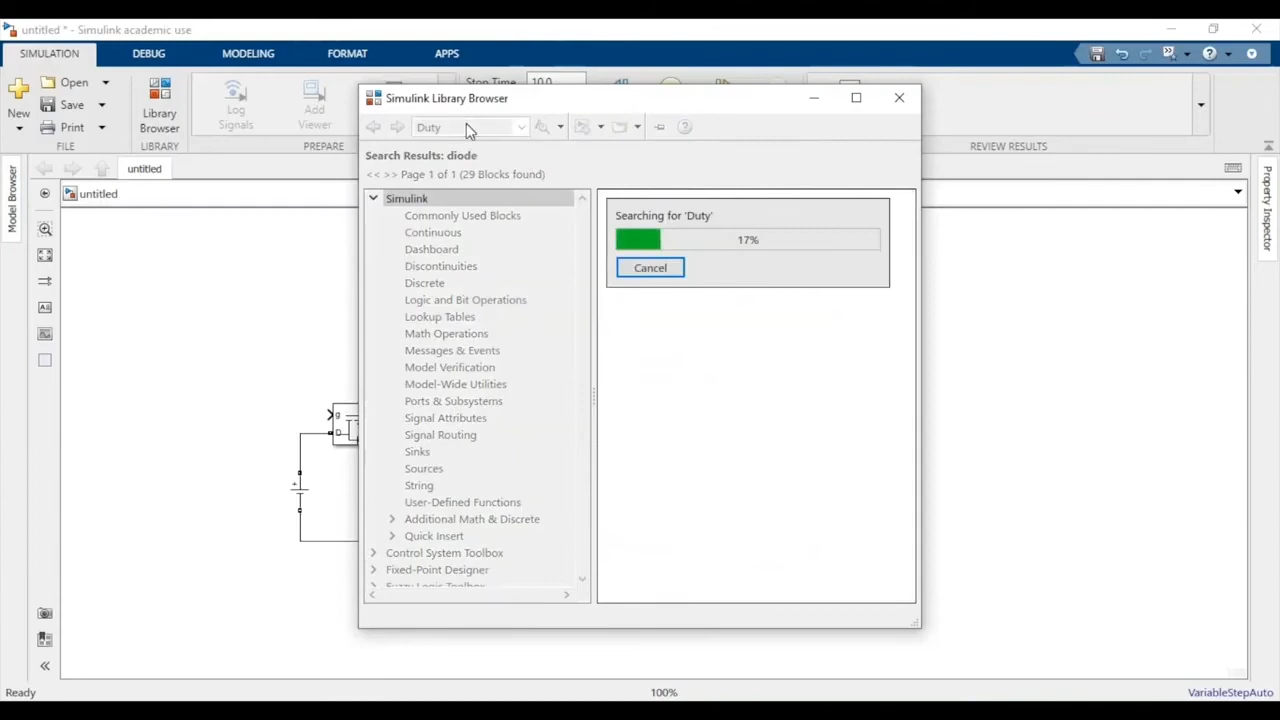 untitled * - Simulink academic use
SIMULATION
DEBUG
MODELING
FORMAT
APPS
New
Open
Save
Print
FILE
Library
Browser
LIBRARY
Log
Signals
Add
Viewer
PREPARE
Stop Time
10.0
REVIEW RESULTS
Model Browser
untitled
untitled
Property Inspector
Simulink Library Browser
Duty
Search Results: diode
<< >> Page 1 of 1 (29 Blocks found)
Simulink
Commonly Used Blocks
Continuous
Dashboard
Discontinuities
Discrete
Logic and Bit Operations
Lookup Tables
Math Operations
Messages & Events
Model Verification
Model-Wide Utilities
Ports & Subsystems
Signal Attributes
Signal Routing
Sinks
Sources
String
User-Defined Functions
Additional Math & Discrete
Quick Insert
Control System Toolbox
Fixed-Point Designer
Fuzzy Logic Toolbox
Searching for 'Duty'
17%
Cancel
g
D
+
Ready
100%
VariableStepAuto